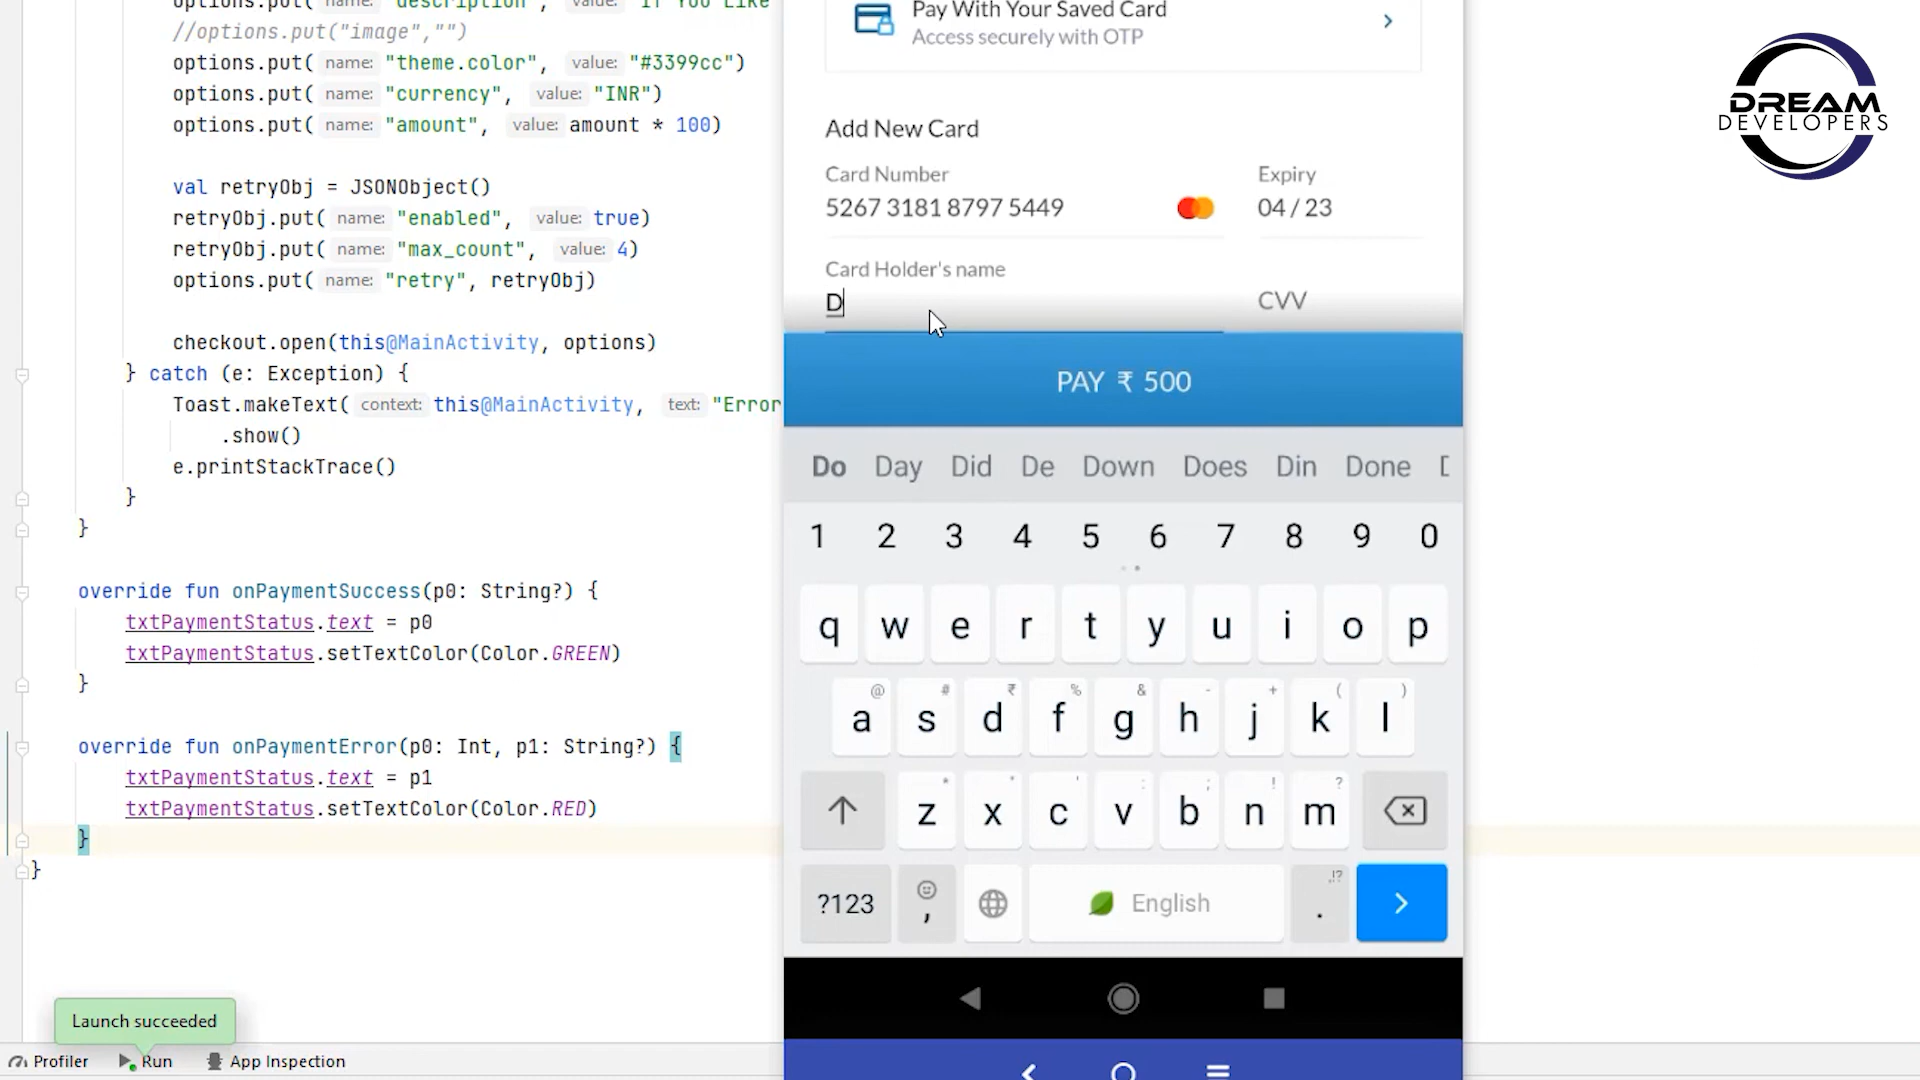 options.put( name: "description", value: "If You Like
//options.put("image","")
options.put( name: "theme.color", value: "#3399cc")
options.put( name: "currency", value: "INR")
options.put( name: "amount", value: amount * 100)
val retryObj = JSONObject()
retryObj.put( name: "enabled", value: true)
retryObj.put( name: "max_count", value: 4)
options.put( name: "retry", retryObj)
checkout.open(this@MainActivity, options)
} catch (e: Exception) {
Toast.makeText( context: this@MainActivity, text: "Error
.show()
e.printStackTrace()
}
}
override fun onPaymentSuccess(p0: String?) {
txtPaymentStatus.text = p0
txtPaymentStatus.setTextColor(Color.GREEN)
}
override fun onPaymentError(p0: Int, p1: String?) {
txtPaymentStatus.text = p1
txtPaymentStatus.setTextColor(Color.RED)
}
}
Launch succeeded
Profiler Run App Inspection
Pay With Your Saved Card
Access securely with OTP
Add New Card
Card Number Expiry
5267 3181 8797 5449 04 / 23
Card Holder's name
D CVV
PAY ₹ 500
Do Day Did De Down Does Din Done D
1 2 3 4 5 6 7 8 9 0
q w e r t y u i o p
@ # ₹ % & - + ( )
a s d f g h j k l
* " ' : ; ! ?
z x c v b n m
?123 , English . ,!?
DREAM
DEVELOPERS